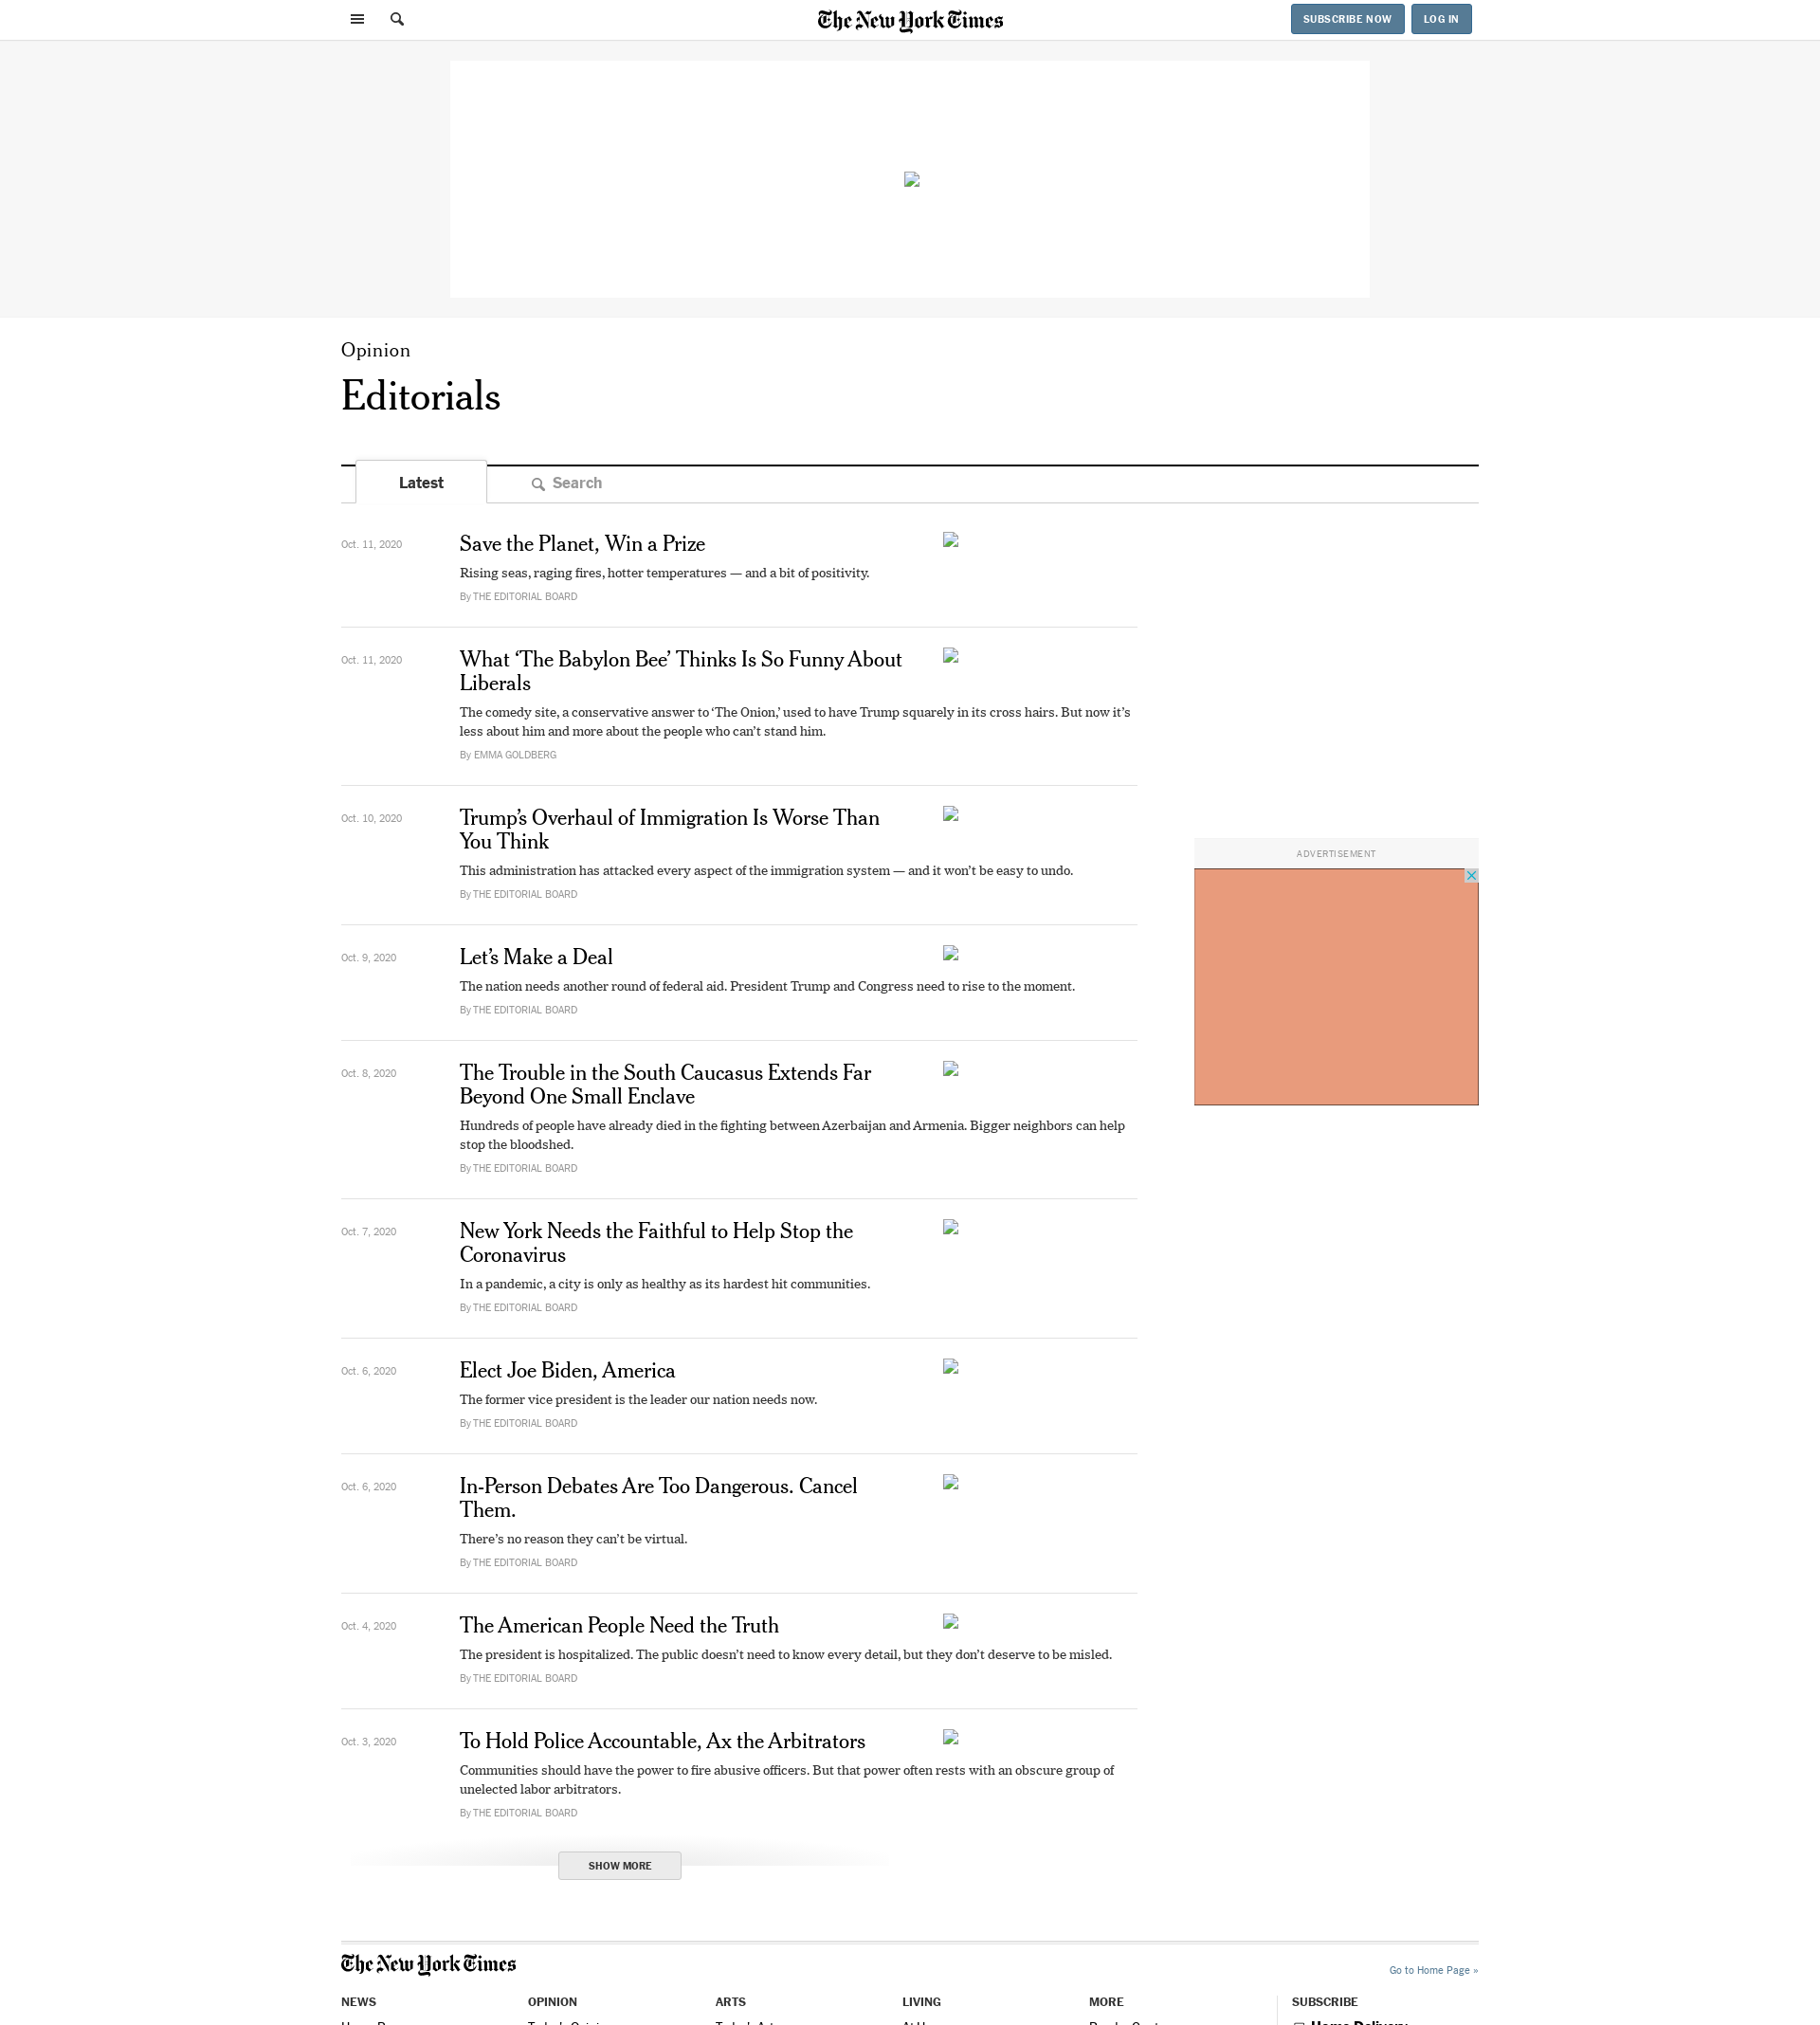 The New York Times
SUBSCRIBE NOW
LOG IN
Opinion
Editorials
Latest
Search
Oct. 11, 2020
Save the Planet, Win a Prize
Rising seas, raging fires, hotter temperatures — and a bit of positivity.
By THE EDITORIAL BOARD
Oct. 11, 2020
What ‘The Babylon Bee’ Thinks Is So Funny About
Liberals
The comedy site, a conservative answer to ‘The Onion,’ used to have Trump squarely in its cross hairs. But now it’s
less about him and more about the people who can’t stand him.
By EMMA GOLDBERG
Oct. 10, 2020
Trump’s Overhaul of Immigration Is Worse Than
You Think
This administration has attacked every aspect of the immigration system — and it won’t be easy to undo.
By THE EDITORIAL BOARD
ADVERTISEMENT
Oct. 9, 2020
Let’s Make a Deal
The nation needs another round of federal aid. President Trump and Congress need to rise to the moment.
By THE EDITORIAL BOARD
Oct. 8, 2020
The Trouble in the South Caucasus Extends Far
Beyond One Small Enclave
Hundreds of people have already died in the fighting between Azerbaijan and Armenia. Bigger neighbors can help
stop the bloodshed.
By THE EDITORIAL BOARD
Oct. 7, 2020
New York Needs the Faithful to Help Stop the
Coronavirus
In a pandemic, a city is only as healthy as its hardest hit communities.
By THE EDITORIAL BOARD
Oct. 6, 2020
Elect Joe Biden, America
The former vice president is the leader our nation needs now.
By THE EDITORIAL BOARD
Oct. 6, 2020
In-Person Debates Are Too Dangerous. Cancel
Them.
There’s no reason they can’t be virtual.
By THE EDITORIAL BOARD
Oct. 4, 2020
The American People Need the Truth
The president is hospitalized. The public doesn’t need to know every detail, but they don’t deserve to be misled.
By THE EDITORIAL BOARD
Oct. 3, 2020
To Hold Police Accountable, Ax the Arbitrators
Communities should have the power to fire abusive officers. But that power often rests with an obscure group of
unelected labor arbitrators.
By THE EDITORIAL BOARD
SHOW MORE
The New York Times
Go to Home Page »
NEWS
OPINION
ARTS
LIVING
MORE
SUBSCRIBE
Home Delivery